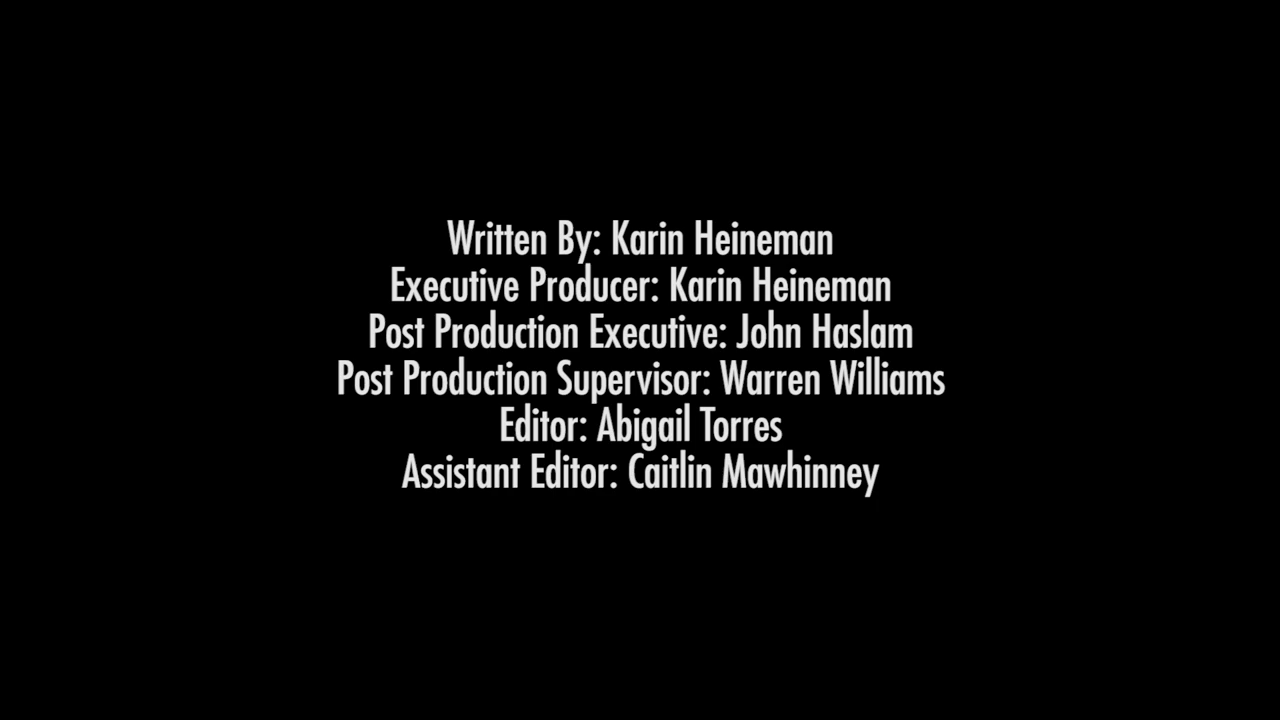 Written By: Karin Heineman
Executive Producer: Karin Heineman
Post Production Executive: John Haslam
Post Production Supervisor: Warren Williams
Editor: Abigail Torres
Assistant Editor: Caitlin Mawhinney